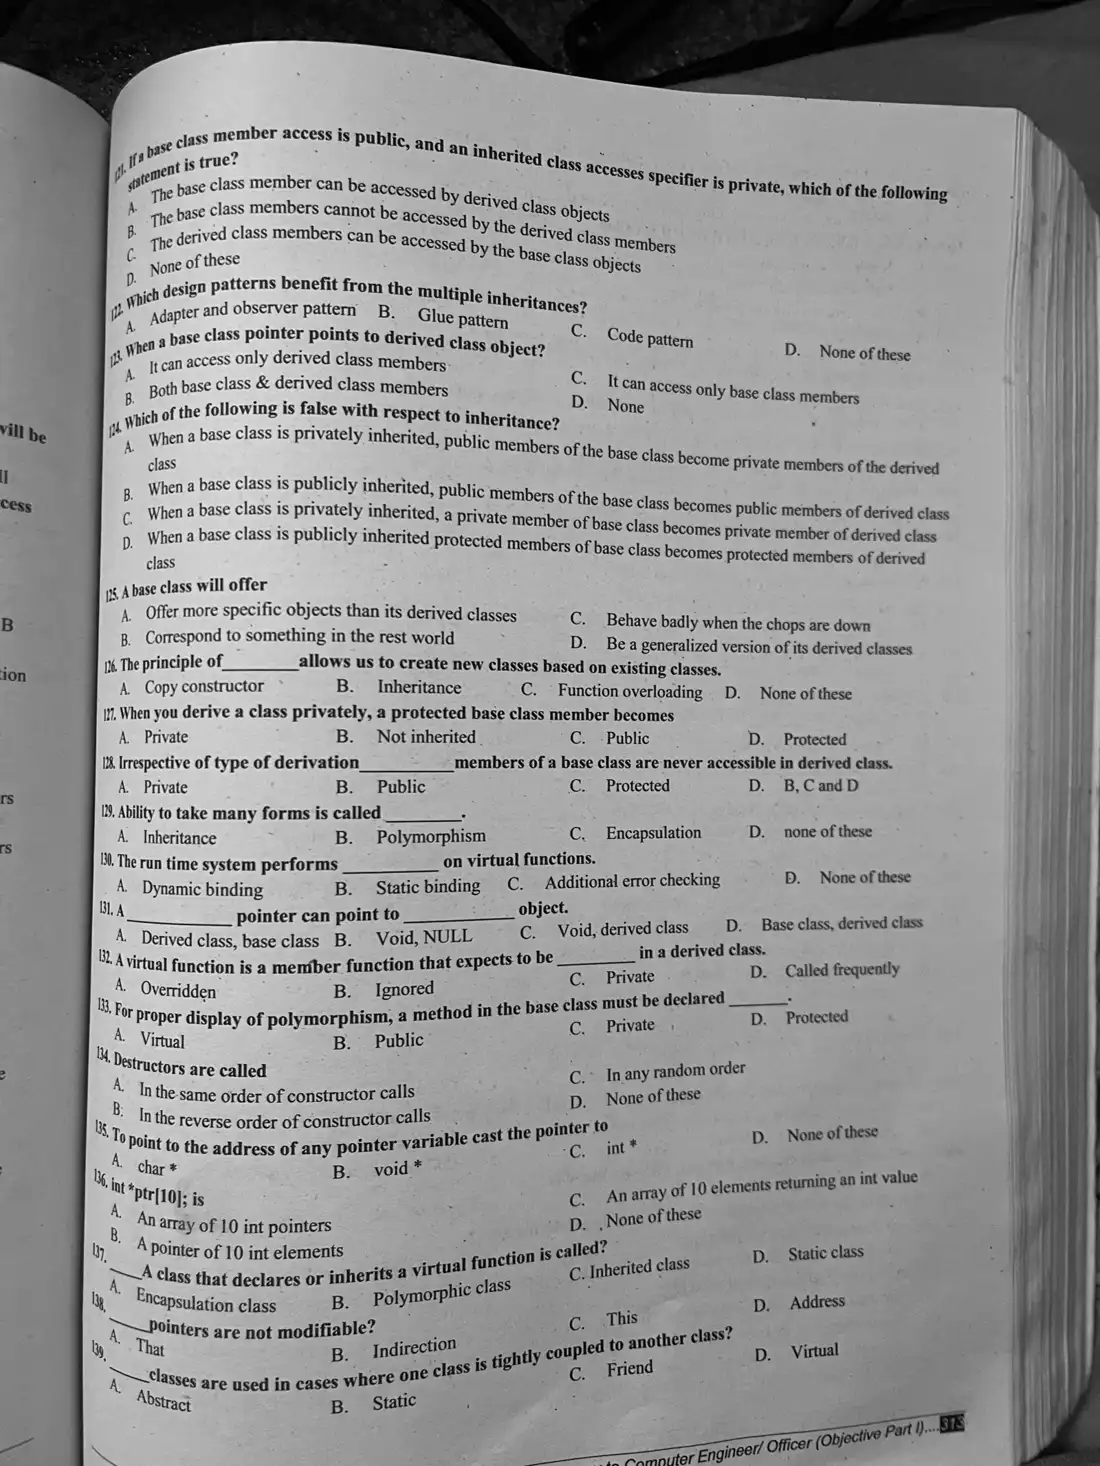 121. If a base class member access is public, and an inherited class accesses specifier is private, which of the following
statement is true?
A. The base class member can be accessed by derived class objects
B. The base class members cannot be accessed by the derived class members
C. The derived class members can be accessed by the base class objects
D. None of these
122. Which design patterns benefit from the multiple inheritances?
A. Adapter and observer pattern B. Glue pattern C. Code pattern D. None of these
123. When a base class pointer points to derived class object?
A. It can access only derived class members C. It can access only base class members
B. Both base class & derived class members D. None
124. Which of the following is false with respect to inheritance?
A. When a base class is privately inherited, public members of the base class become private members of the derived
class
B. When a base class is publicly inherited, public members of the base class becomes public members of derived class
C. When a base class is privately inherited, a private member of base class becomes private member of derived class
D. When a base class is publicly inherited protected members of base class becomes protected members of derived
class
125. A base class will offer
A. Offer more specific objects than its derived classes C. Behave badly when the chops are down
B. Correspond to something in the rest world D. Be a generalized version of its derived classes
126. The principle of________allows us to create new classes based on existing classes.
A. Copy constructor B. Inheritance C. Function overloading D. None of these
127. When you derive a class privately, a protected base class member becomes
A. Private B. Not inherited C. Public D. Protected
128. Irrespective of type of derivation__________members of a base class are never accessible in derived class.
A. Private B. Public C. Protected D. B, C and D
129. Ability to take many forms is called ________.
A. Inheritance B. Polymorphism C. Encapsulation D. none of these
130. The run time system performs __________ on virtual functions.
A. Dynamic binding B. Static binding C. Additional error checking D. None of these
131. A ___________ pointer can point to ____________ object.
A. Derived class, base class B. Void, NULL C. Void, derived class D. Base class, derived class
132. A virtual function is a member function that expects to be ________ in a derived class.
A. Overridden B. Ignored C. Private D. Called frequently
133. For proper display of polymorphism, a method in the base class must be declared ______.
A. Virtual B. Public C. Private D. Protected
134. Destructors are called
A. In the same order of constructor calls C. In any random order
B. In the reverse order of constructor calls D. None of these
135. To point to the address of any pointer variable cast the pointer to
A. char * B. void * C. int * D. None of these
136. int *ptr[10]; is
A. An array of 10 int pointers C. An array of 10 elements returning an int value
B. A pointer of 10 int elements D. None of these
137. ____A class that declares or inherits a virtual function is called?
A. Encapsulation class B. Polymorphic class C. Inherited class D. Static class
138. ____pointers are not modifiable?
A. That B. Indirection C. This D. Address
139. ____classes are used in cases where one class is tightly coupled to another class?
A. Abstract B. Static C. Friend D. Virtual
Computer Engineer/ Officer (Objective Part I)....313
will be
ll
cess
B
tion
rs
rs
e